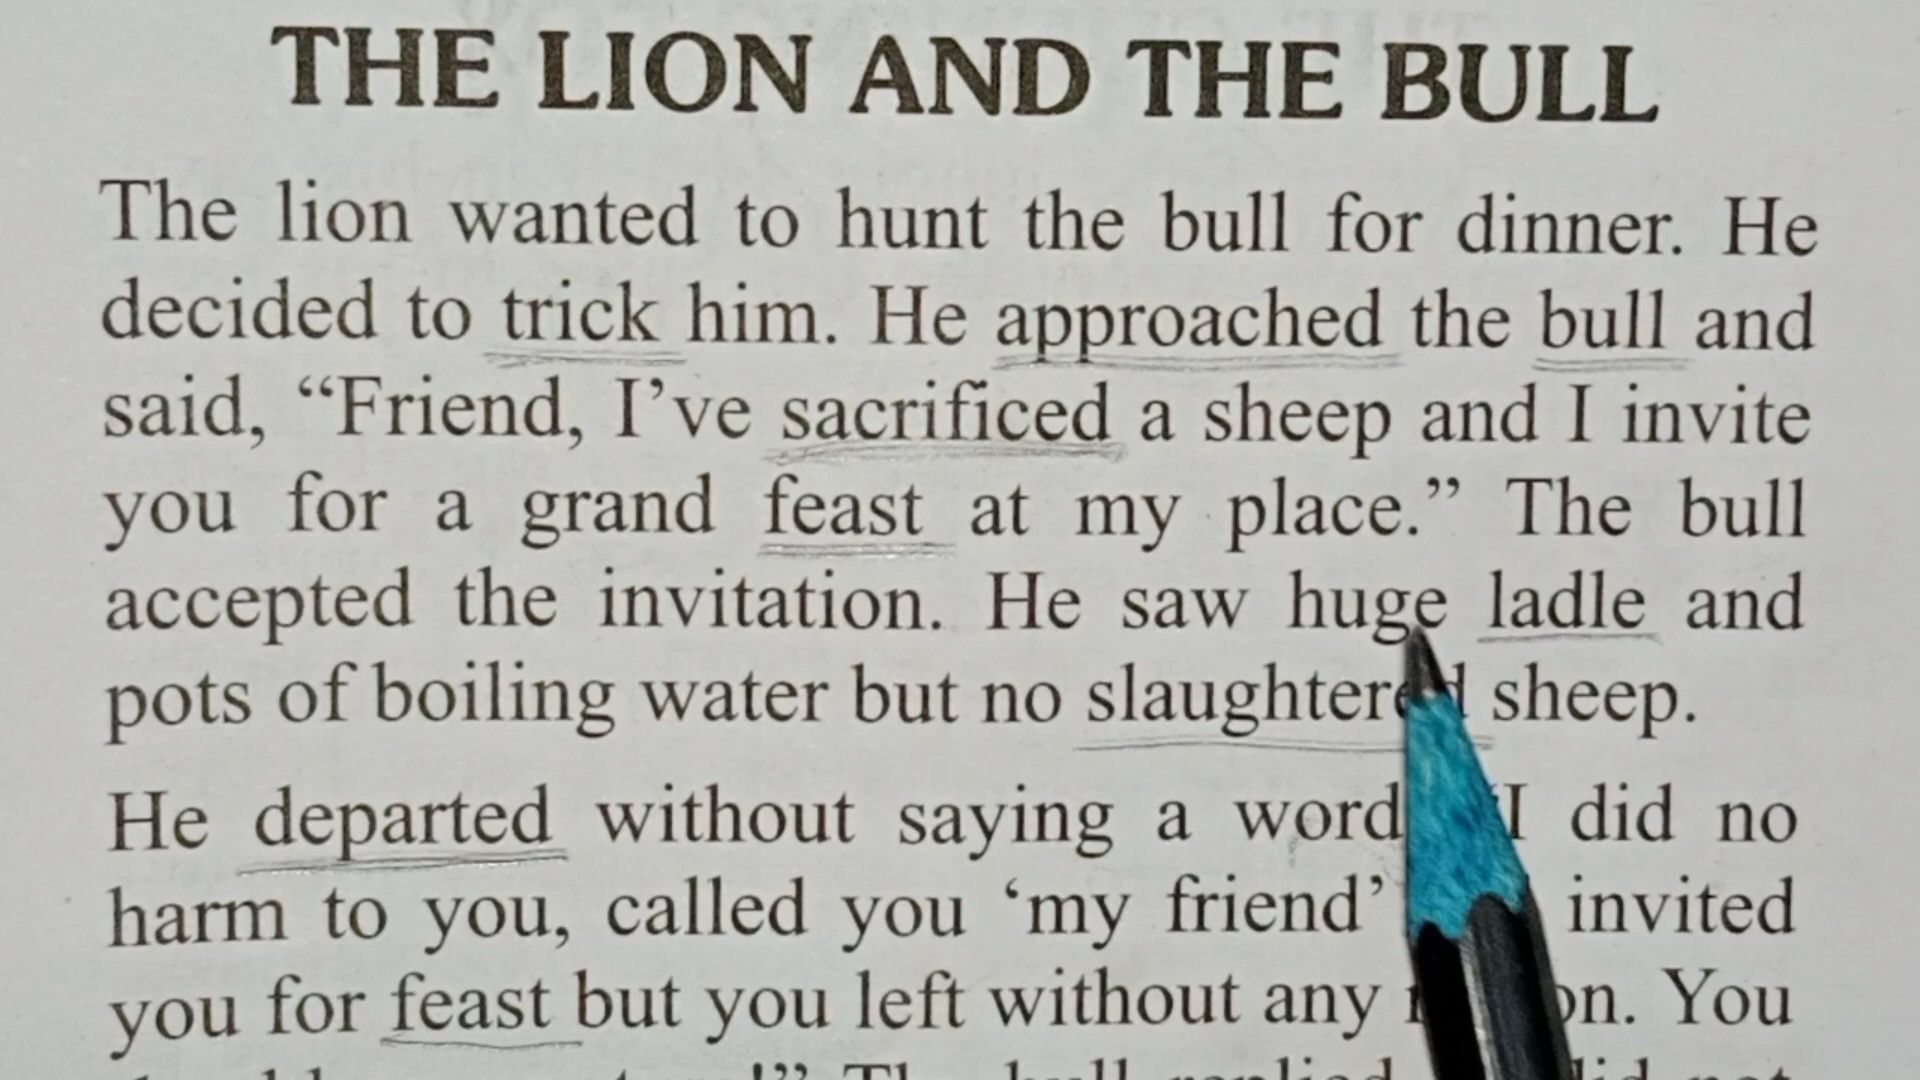 THE LION AND THE BULL
The lion wanted to hunt the bull for dinner. He
decided to trick him. He approached the bull and
said, “Friend, I’ve sacrificed a sheep and I invite
you for a grand feast at my place.” The bull
accepted the invitation. He saw huge ladle and
pots of boiling water but no slaughtered sheep.
He departed without saying a word “I did no
harm to you, called you ‘my friend’ invited
you for feast but you left without any You
bull replied